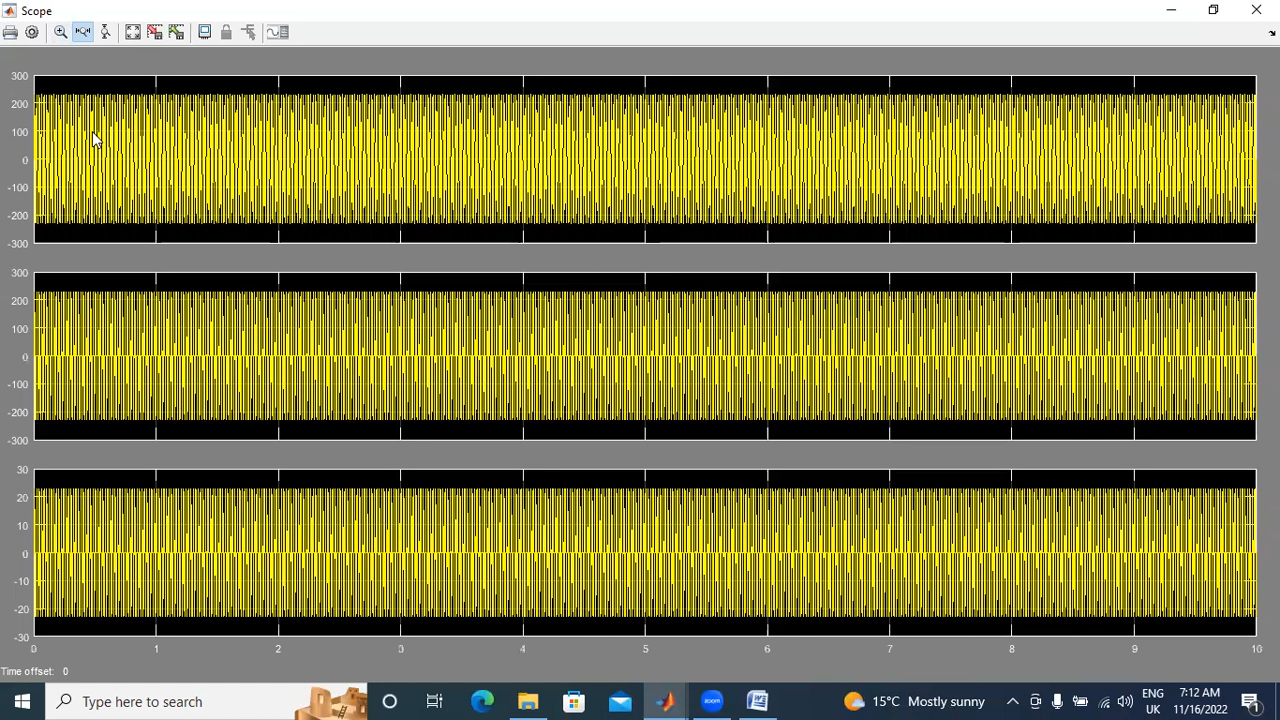 Scope
300
200
100
0
-100
-200
-300
300
200
100
0
-100
-200
-300
30
20
10
0
-10
-20
-30
0 1 2 3 4 5 6 7 8 9 10
Time offset: 0
Type here to search
zoom
15°C Mostly sunny
ENG
UK
7:12 AM
11/16/2022
1